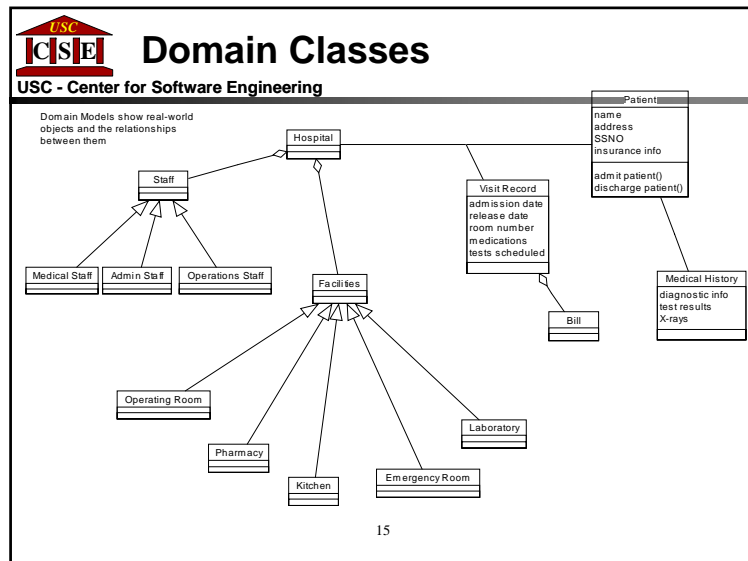 USC
C S E
Domain Classes
USC - Center for Software Engineering
Domain Models show real-world
objects and the relationships
between them
Hospital
Patient
name
address
SSNO
insurance info
admit patient()
discharge patient()
Staff
Visit Record
admission date
release date
room number
medications
tests scheduled
Medical Staff
Admin Staff
Operations Staff
Facilities
Medical History
diagnostic info
test results
X-rays
Bill
Operating Room
Laboratory
Pharmacy
Emergency Room
Kitchen
15